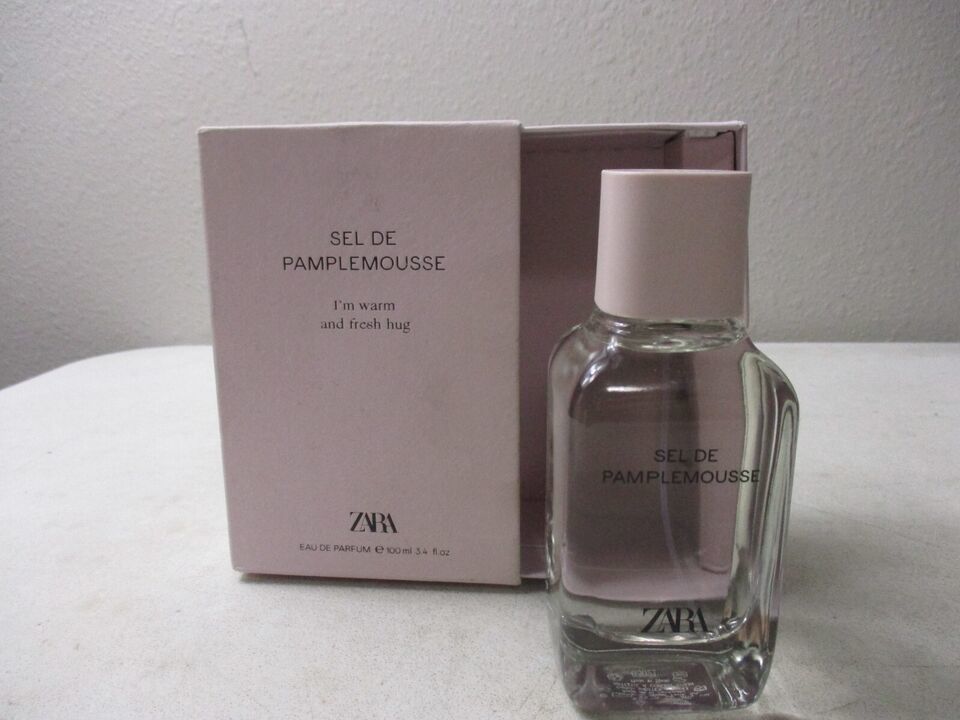 SEL DE
PAMPLEMOUSSE
I'm warm
and fresh hug
ZARA
EAU DE PARFUM ℮ 100 ml 3.4 fl.oz
SEL DE
PAMPLEMOUSSE
ZARA